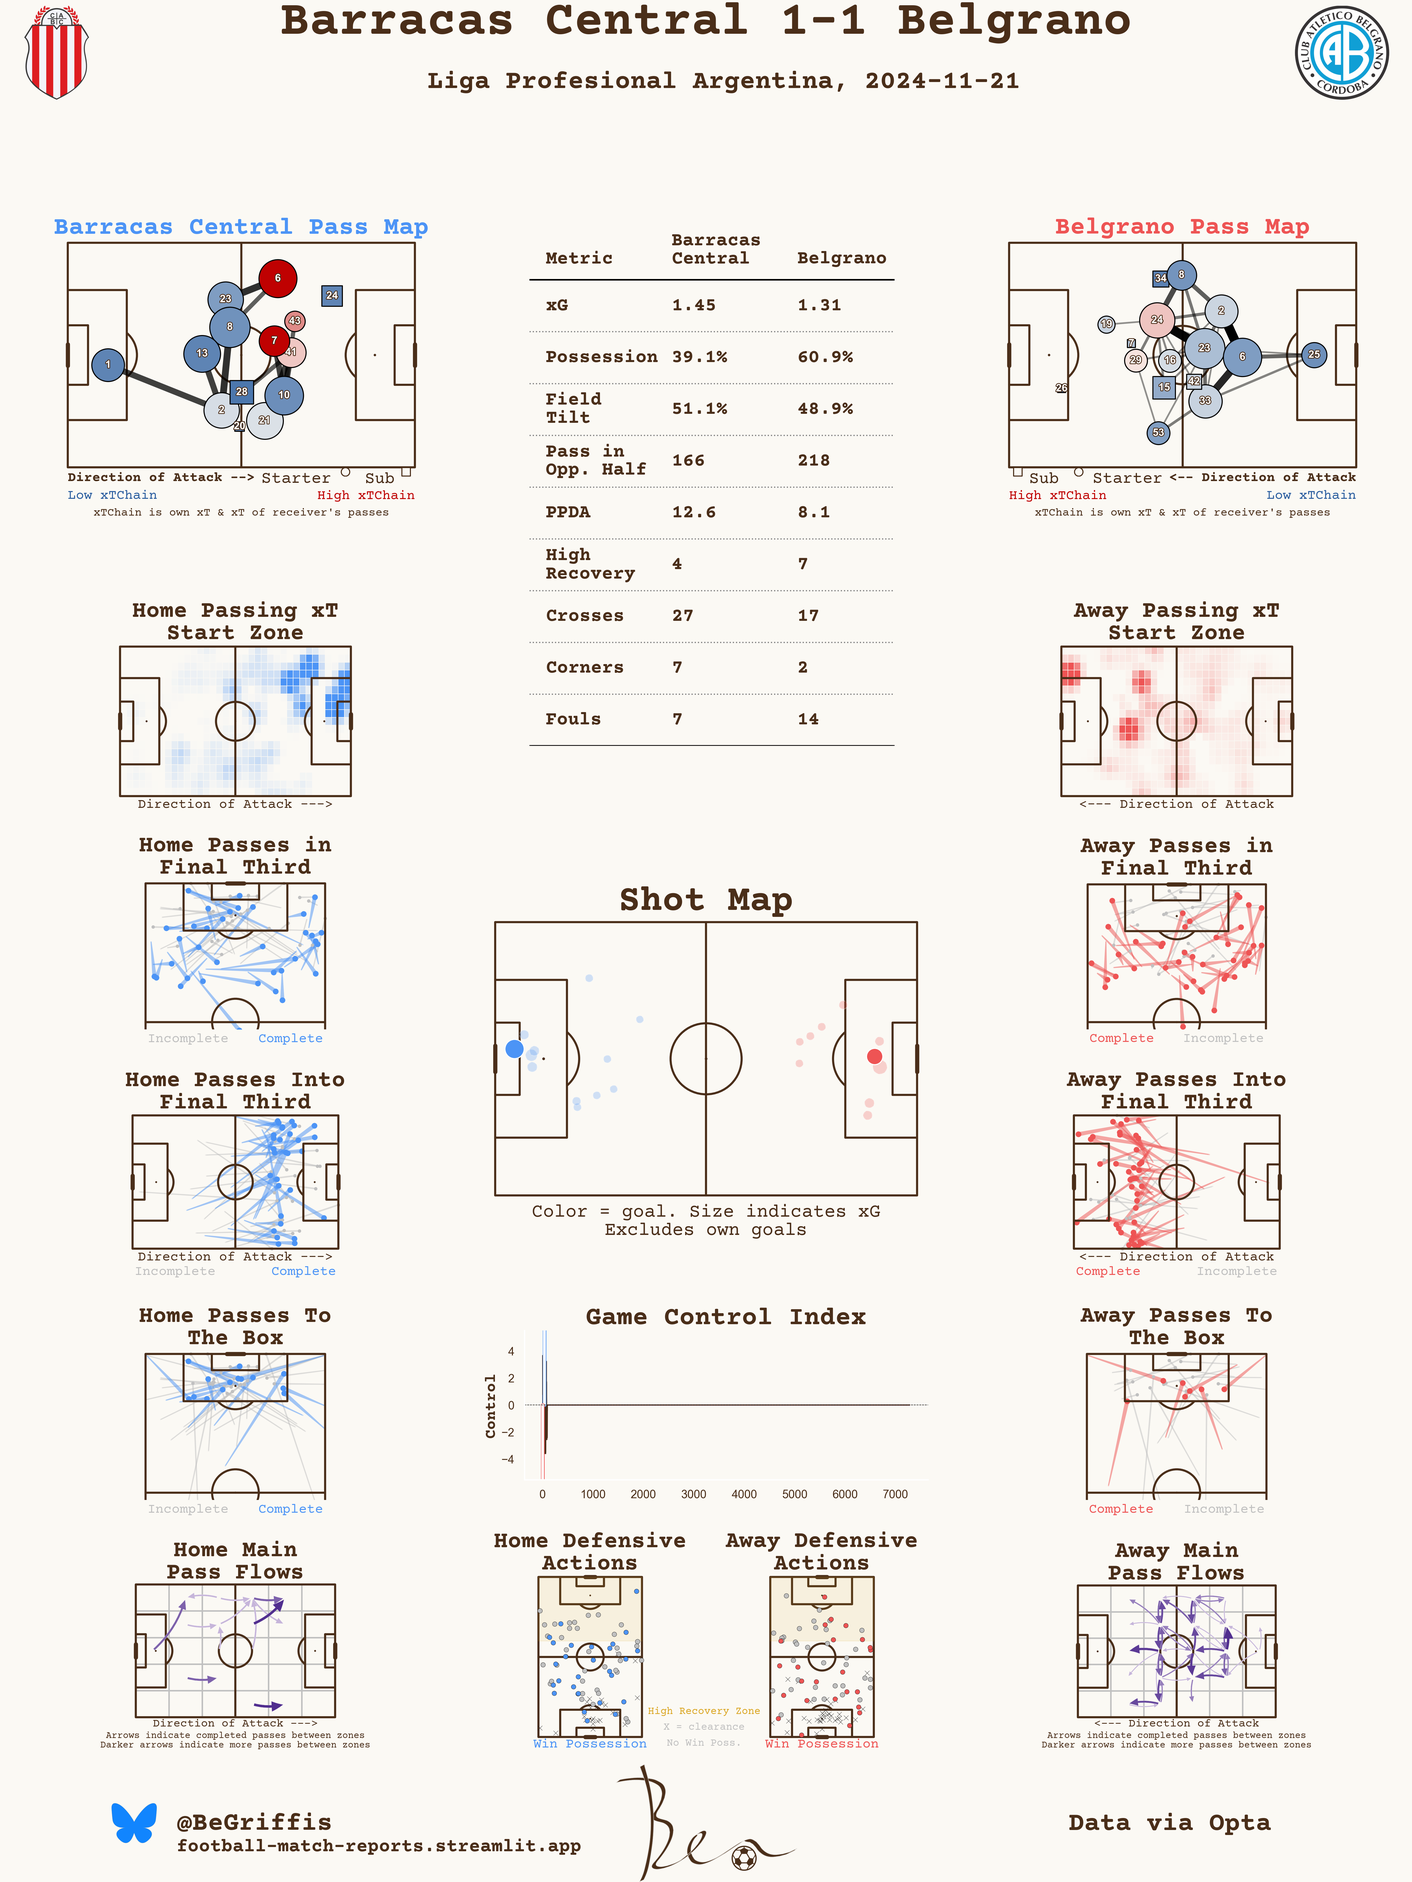 Barracas Central 1-1 Belgrano
Liga Profesional Argentina, 2024-11-21
CA
BC
CLUB ATLETICO BELGRANO
CAB
CORDOBA
Barracas Central Pass Map
6
23
24
8
43
7
41
13
1
28
10
2
21
20
Direction of Attack --> Starter Sub
Low xTChain High xTChain
xTChain is own xT & xT of receiver's passes
Metric Barracas Central Belgrano
xG 1.45 1.31
Possession 39.1% 60.9%
Field Tilt 51.1% 48.9%
Pass in Opp. Half 166 218
PPDA 12.6 8.1
High Recovery 4 7
Crosses 27 17
Corners 7 2
Fouls 7 14
Belgrano Pass Map
34
8
2
19
24
7
23
29
16
6
25
26
15
42
33
53
Sub Starter <-- Direction of Attack
High xTChain Low xTChain
xTChain is own xT & xT of receiver's passes
Home Passing xT
Start Zone
Direction of Attack --->
Away Passing xT
Start Zone
<--- Direction of Attack
Home Passes in
Final Third
Incomplete Complete
Away Passes in
Final Third
Complete Incomplete
Shot Map
Color = goal. Size indicates xG
Excludes own goals
Home Passes Into
Final Third
Direction of Attack --->
Incomplete Complete
Away Passes Into
Final Third
<--- Direction of Attack
Complete Incomplete
Home Passes To
The Box
Incomplete Complete
Game Control Index
Control
4
2
0
−2
−4
0 1000 2000 3000 4000 5000 6000 7000
Away Passes To
The Box
Complete Incomplete
Home Main
Pass Flows
Direction of Attack --->
Arrows indicate completed passes between zones
Darker arrows indicate more passes between zones
Home Defensive
Actions
Win Possession
High Recovery Zone
X = clearance
No Win Poss.
Away Defensive
Actions
Win Possession
Away Main
Pass Flows
<--- Direction of Attack
Arrows indicate completed passes between zones
Darker arrows indicate more passes between zones
@BeGriffis
football-match-reports.streamlit.app
Ben
Data via Opta